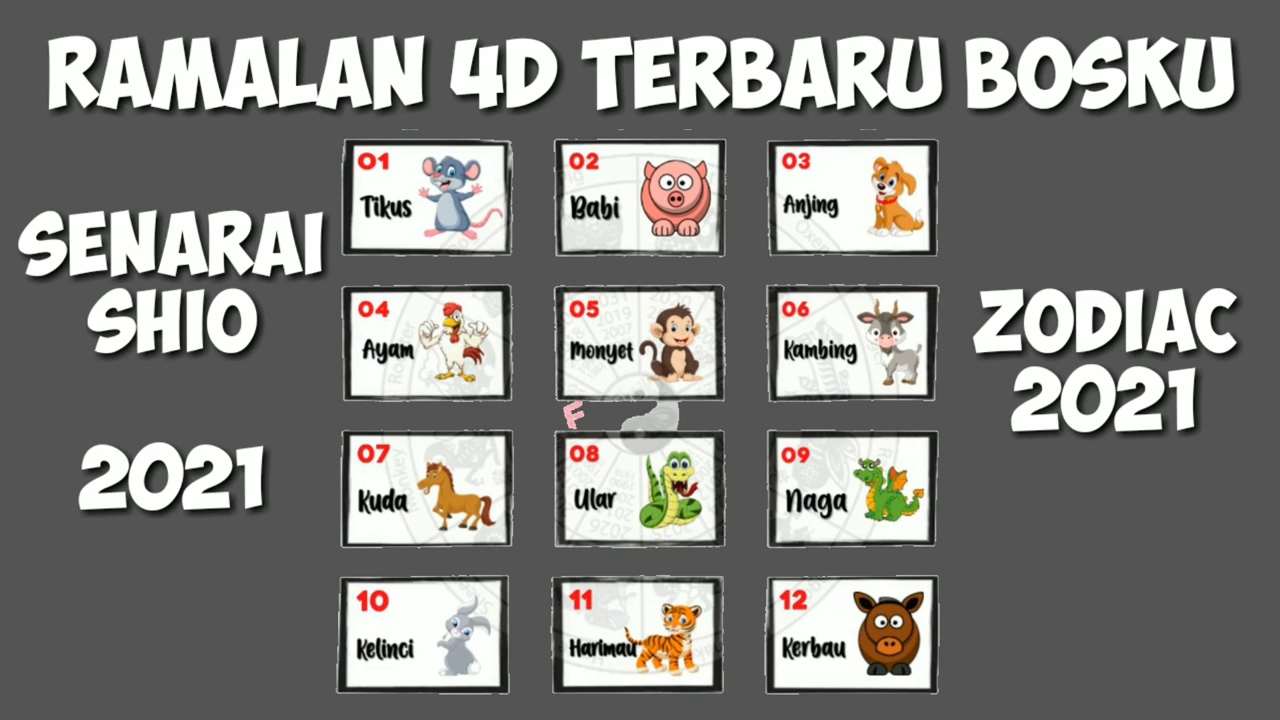 RAMALAN 4D TERBARU BOSKU
SENARAI
SHIO
2021
01
Tikus
02
Babi
03
Anjing
04
Ayam
05
Monyet
06
Kambing
F
07
Kuda
08
Ular
09
Naga
10
Kelinci
11
Harimau
12
Kerbau
ZODIAC
2021